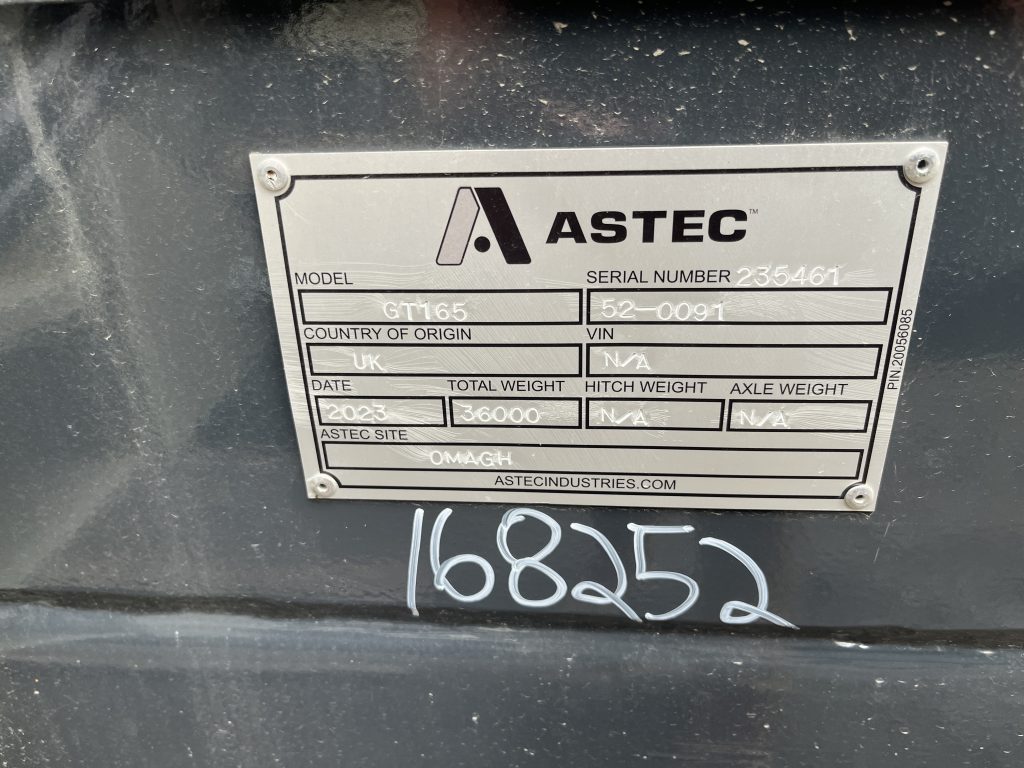 ASTEC™
MODEL
SERIAL NUMBER 235461
GT165
52-0091
COUNTRY OF ORIGIN
VIN
UK
N/A
DATE
TOTAL WEIGHT
HITCH WEIGHT
AXLE WEIGHT
2023
36000
N/A
N/A
ASTEC SITE
OMAGH
ASTECINDUSTRIES.COM
PIN:20056085
168252